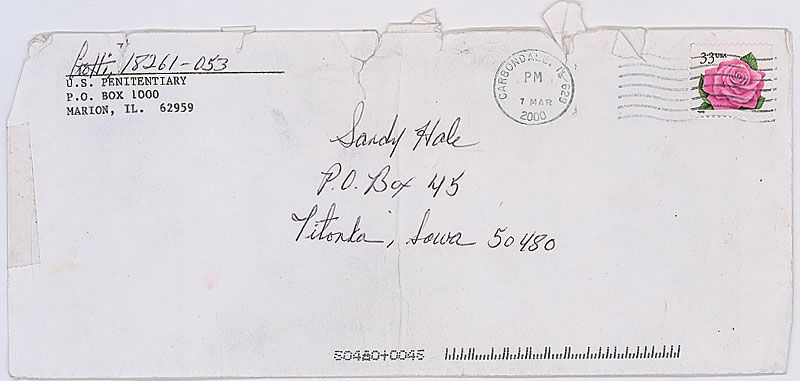 Gotti, 18261-053
U.S. PENITENTIARY
P.O. BOX 1000
MARION, IL. 62959
CARBONDALE, IL 629
PM
7 MAR
2000
33 USA
Sandy Hale
P.O. Box 45
Titonka, Iowa 50480
50480+0045